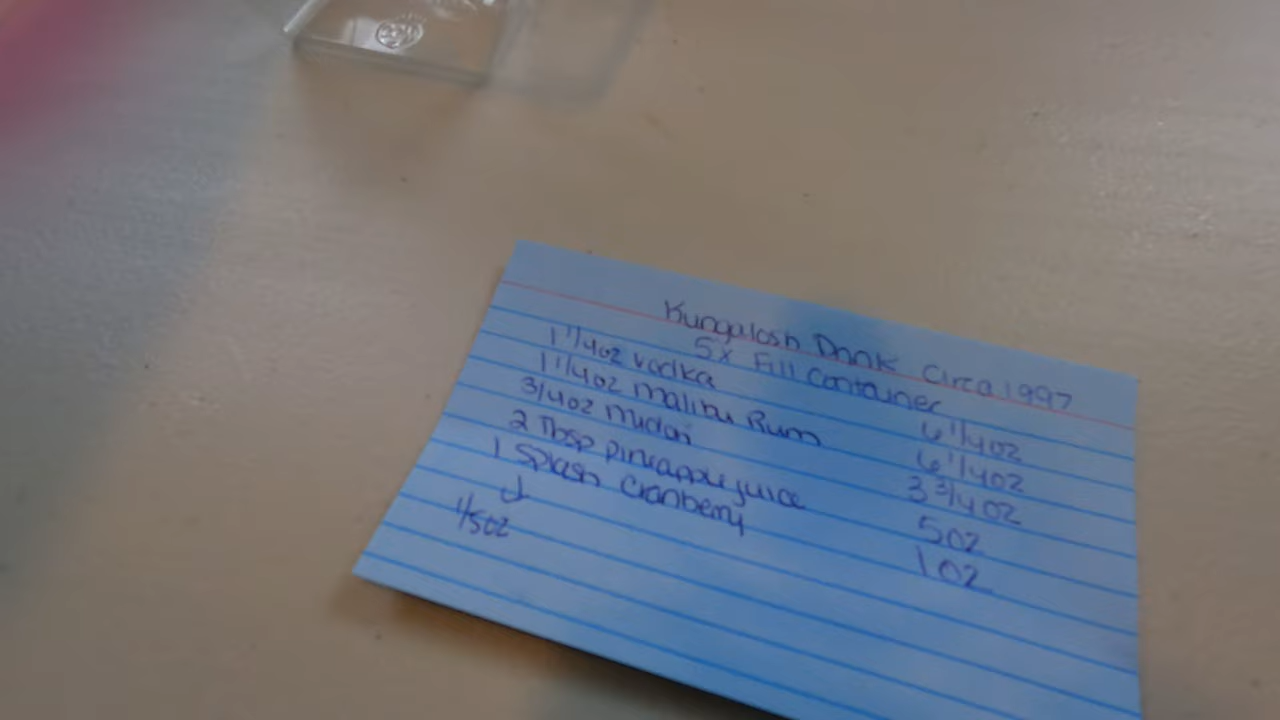 Kungalosh Drink Circa 1997
5x Fill Container
1 1/4oz vodka 6 1/4oz
1 1/4oz malibu Rum 6 1/4oz
3/4oz midori 3 3/4oz
2 Tbsp pineapple juice 5oz
1 Splash Cranberry 1oz
↓
1/5oz